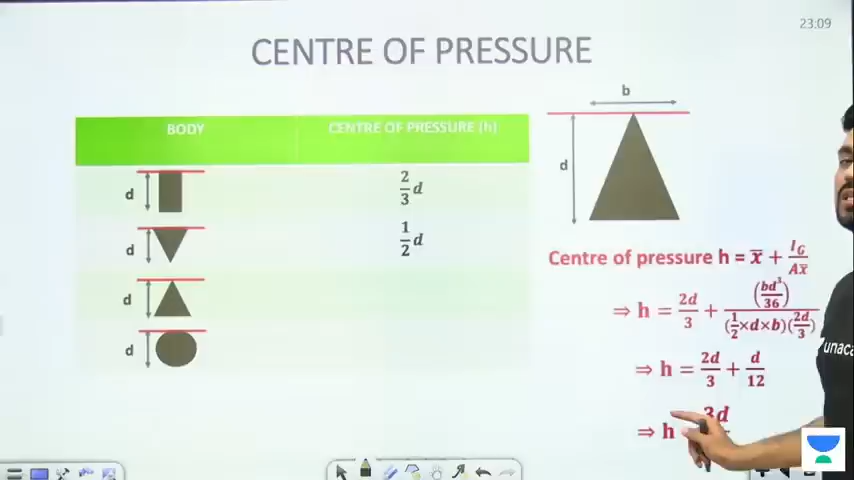 23:09
CENTRE OF PRESSURE
BODY CENTRE OF PRESSURE (h)
d 2/3 d
d 1/2 d
d
d
b
d
Centre of pressure h = x̅ + I_G/Ax̅
⇒ h = 2d/3 + (bd³/36)/((1/2×d×b)(2d/3))
⇒ h = 2d/3 + d/12
⇒ h 3d